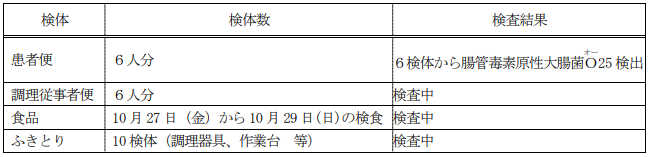 検体 検体数 検査結果
患者便 ６人分 ６検体から腸管毒素原性大腸菌Ｏ25検出
オー
調理従事者便 ６人分 検査中
食品 10月27日（金）から10月29日(日)の検食 検査中
ふきとり 10検体（調理器具、作業台　等） 検査中